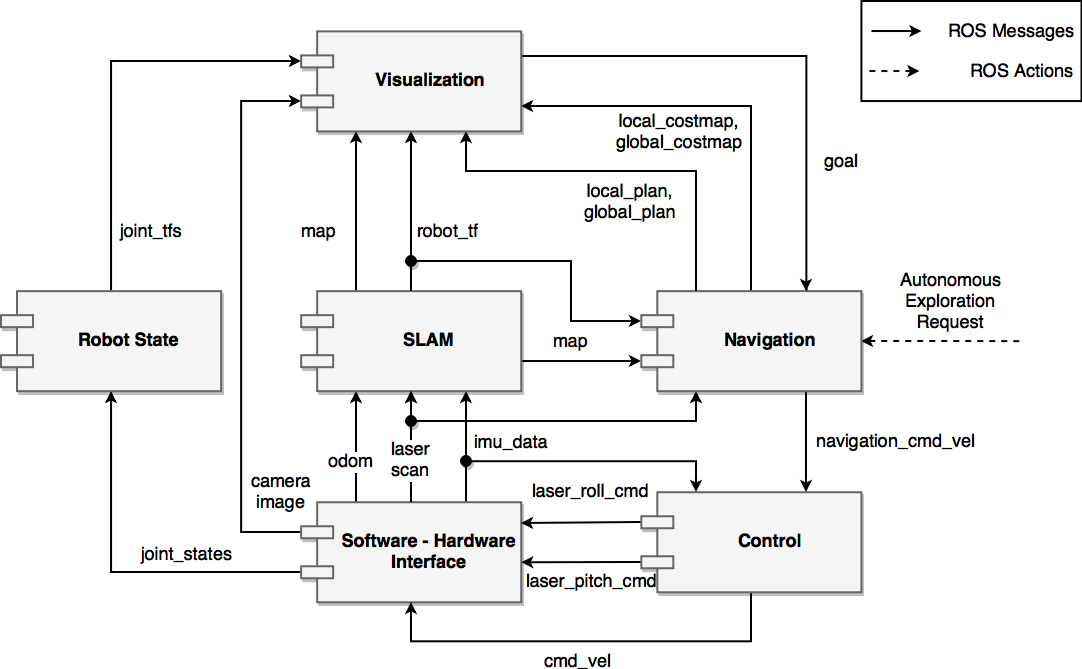 ROS Messages
ROS Actions
Visualization
local_costmap,
global_costmap
goal
local_plan,
global_plan
joint_tfs
map
robot_tf
Autonomous
Exploration
Request
Robot State
SLAM
map
Navigation
odom
laser
scan
imu_data
navigation_cmd_vel
camera
image
laser_roll_cmd
Software - Hardware
Interface
Control
joint_states
laser_pitch_cmd
cmd_vel